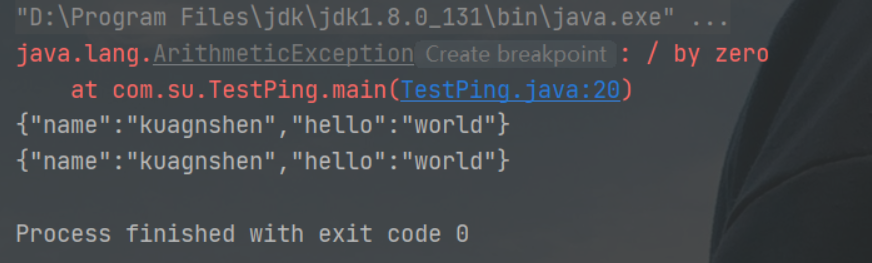 "D:\Program Files\jdk\jdk1.8.0_131\bin\java.exe" ...
java.lang.ArithmeticException Create breakpoint : / by zero
    at com.su.TestPing.main(TestPing.java:20)
{"name":"kuagnshen","hello":"world"}
{"name":"kuagnshen","hello":"world"}
Process finished with exit code 0